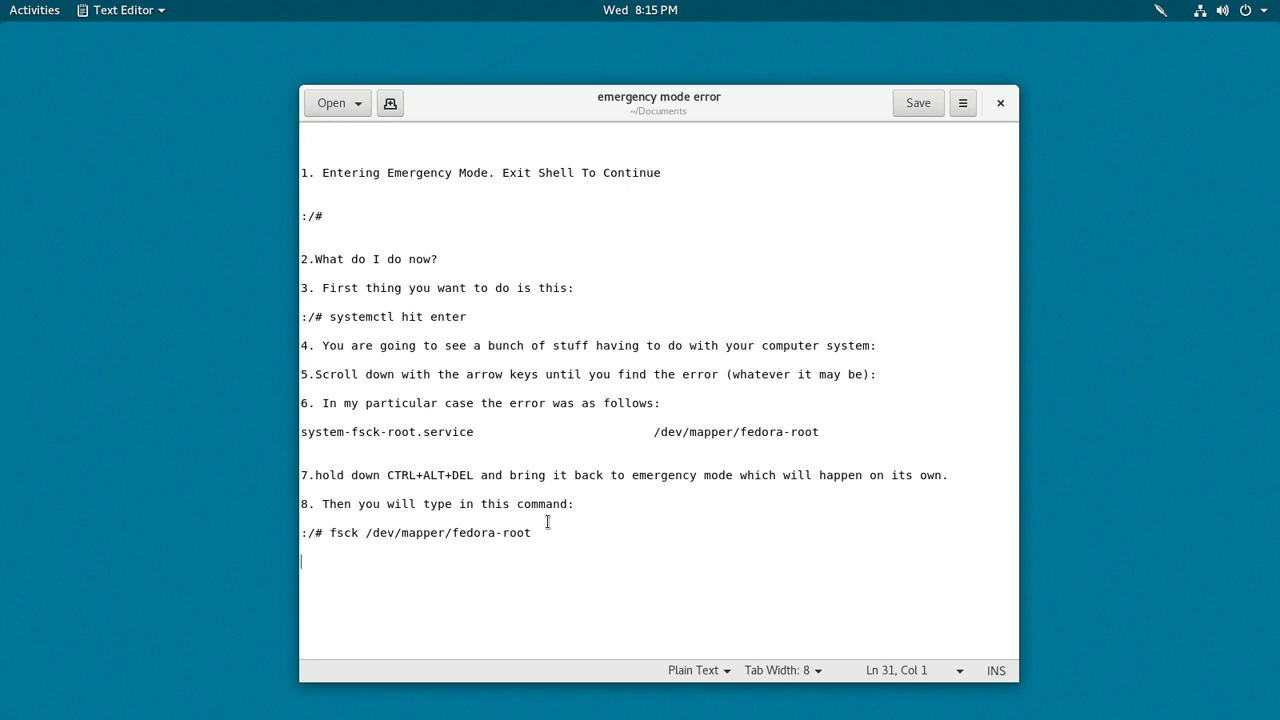 Activities Text Editor Wed 8:15 PM
Open emergency mode error Save
~/Documents
1. Entering Emergency Mode. Exit Shell To Continue
:/#
2.What do I do now?
3. First thing you want to do is this:
:/# systemctl hit enter
4. You are going to see a bunch of stuff having to do with your computer system:
5.Scroll down with the arrow keys until you find the error (whatever it may be):
6. In my particular case the error was as follows:
system-fsck-root.service /dev/mapper/fedora-root
7.hold down CTRL+ALT+DEL and bring it back to emergency mode which will happen on its own.
8. Then you will type in this command:
:/# fsck /dev/mapper/fedora-root
Plain Text Tab Width: 8 Ln 31, Col 1 INS